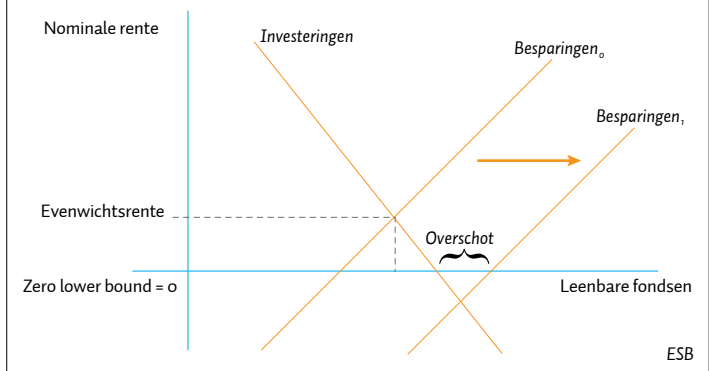 Nominale rente
Investeringen
Besparingen₀
Besparingen₁
Evenwichtsrente
Overschot
Zero lower bound = 0
Leenbare fondsen
ESB